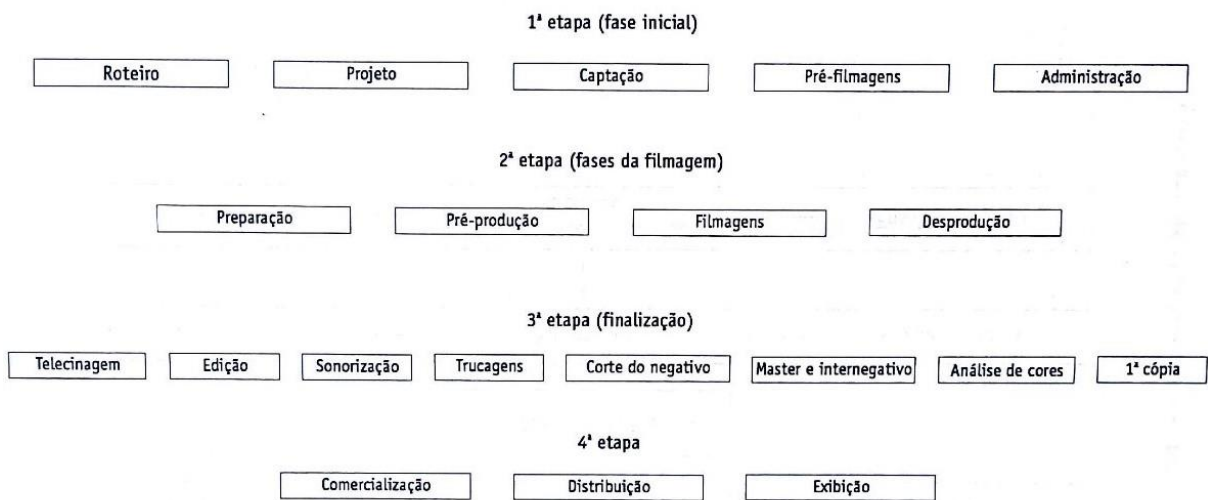 1ª etapa (fase inicial)
Roteiro Projeto Captação Pré-filmagens Administração
2ª etapa (fases da filmagem)
Preparação Pré-produção Filmagens Desprodução
3ª etapa (finalização)
Telecinagem Edição Sonorização Trucagens Corte do negativo Master e internegativo Análise de cores 1ª cópia
4ª etapa
Comercialização Distribuição Exibição